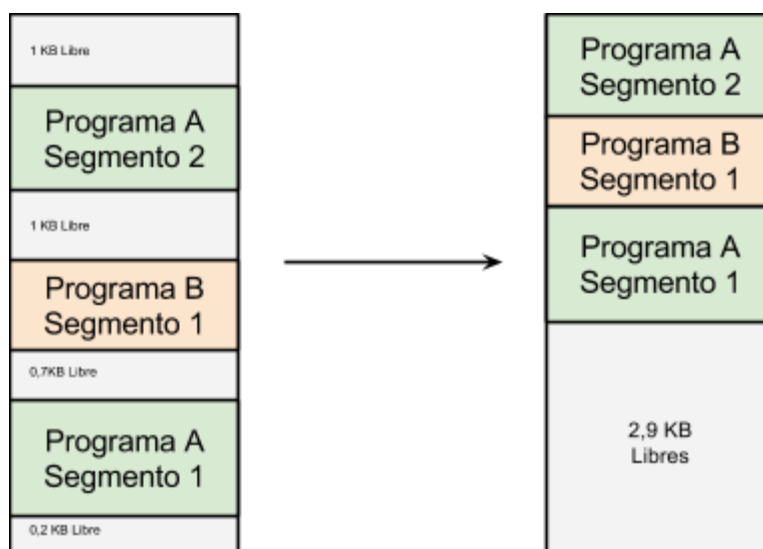 1 KB Libre
Programa A
Segmento 2
1 KB Libre
Programa B
Segmento 1
0,7KB Libre
Programa A
Segmento 1
0,2 KB Libre
Programa A
Segmento 2
Programa B
Segmento 1
Programa A
Segmento 1
2,9 KB
Libres